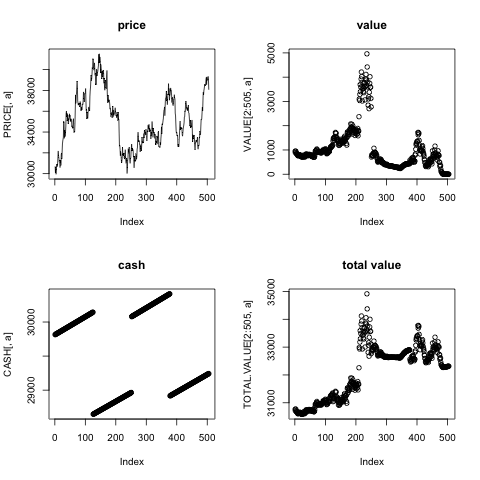 price
PRICE[, a]
38000
34000
30000
0 100 200 300 400 500
Index
value
VALUE[2:505, a]
5000
3000
1000
0
0 100 200 300 400 500
Index
cash
CASH[, a]
30000
29000
0 100 200 300 400 500
Index
total value
TOTAL.VALUE[2:505, a]
35000
33000
31000
0 100 200 300 400 500
Index